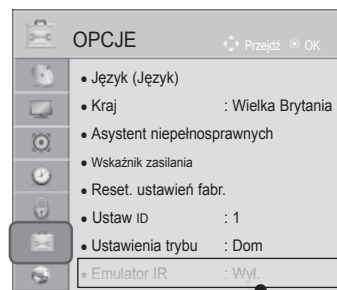 OPCJE
Przejdź OK
● Język (Język)
● Kraj : Wielka Brytania
● Asystent niepełnosprawnych
● Wskaźnik zasilania
● Reset. ustawień fabr.
● Ustaw ID : 1
● Ustawienia trybu : Dom
● Emulator IR : Wył.